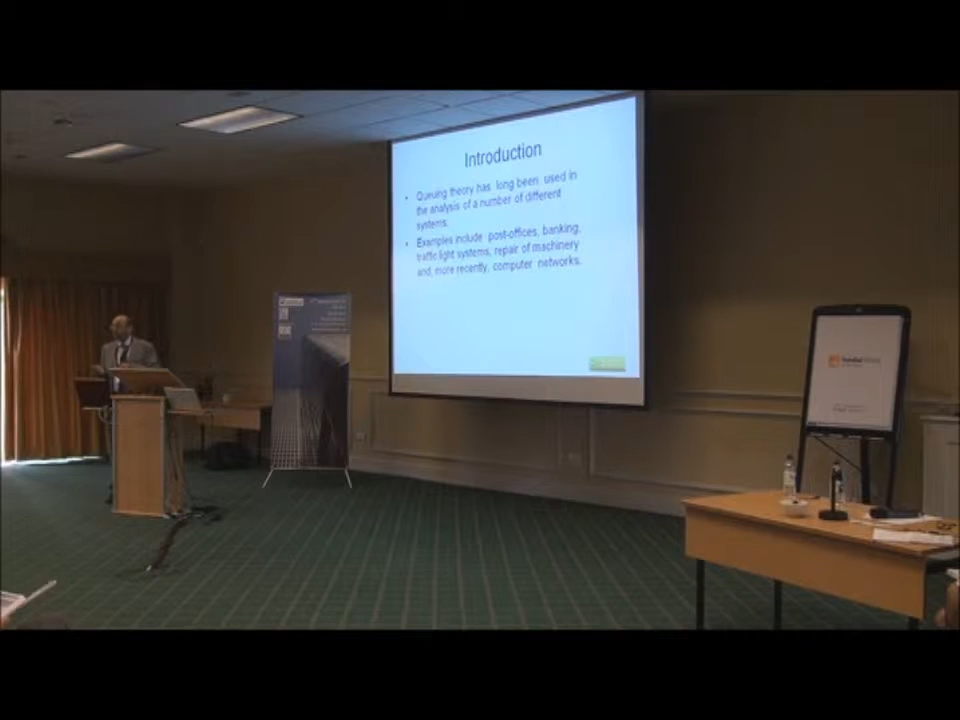 Introduction
• Queuing theory has long been used in
the analysis of a number of different
systems.
• Examples include post-offices, banking,
traffic light systems, repair of machinery
and, more recently, computer networks.